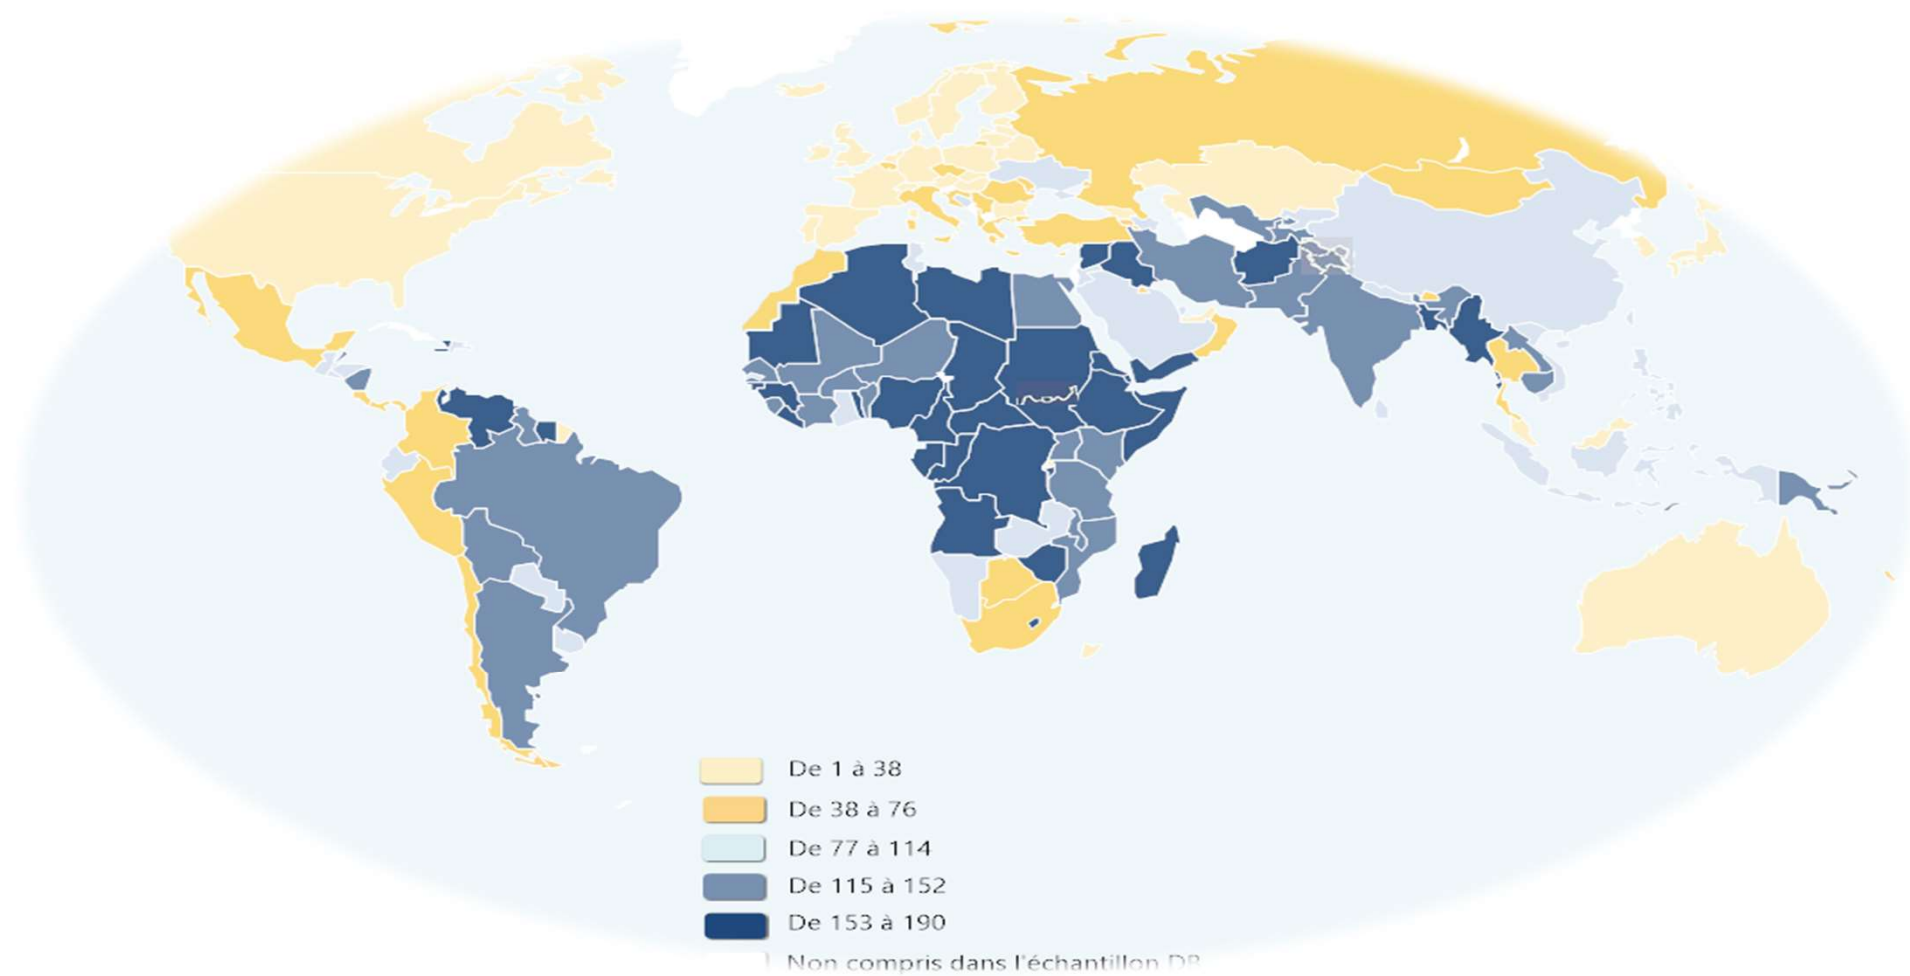 De 1 à 38
De 38 à 76
De 77 à 114
De 115 à 152
De 153 à 190
Non compris dans l'échantillon DB